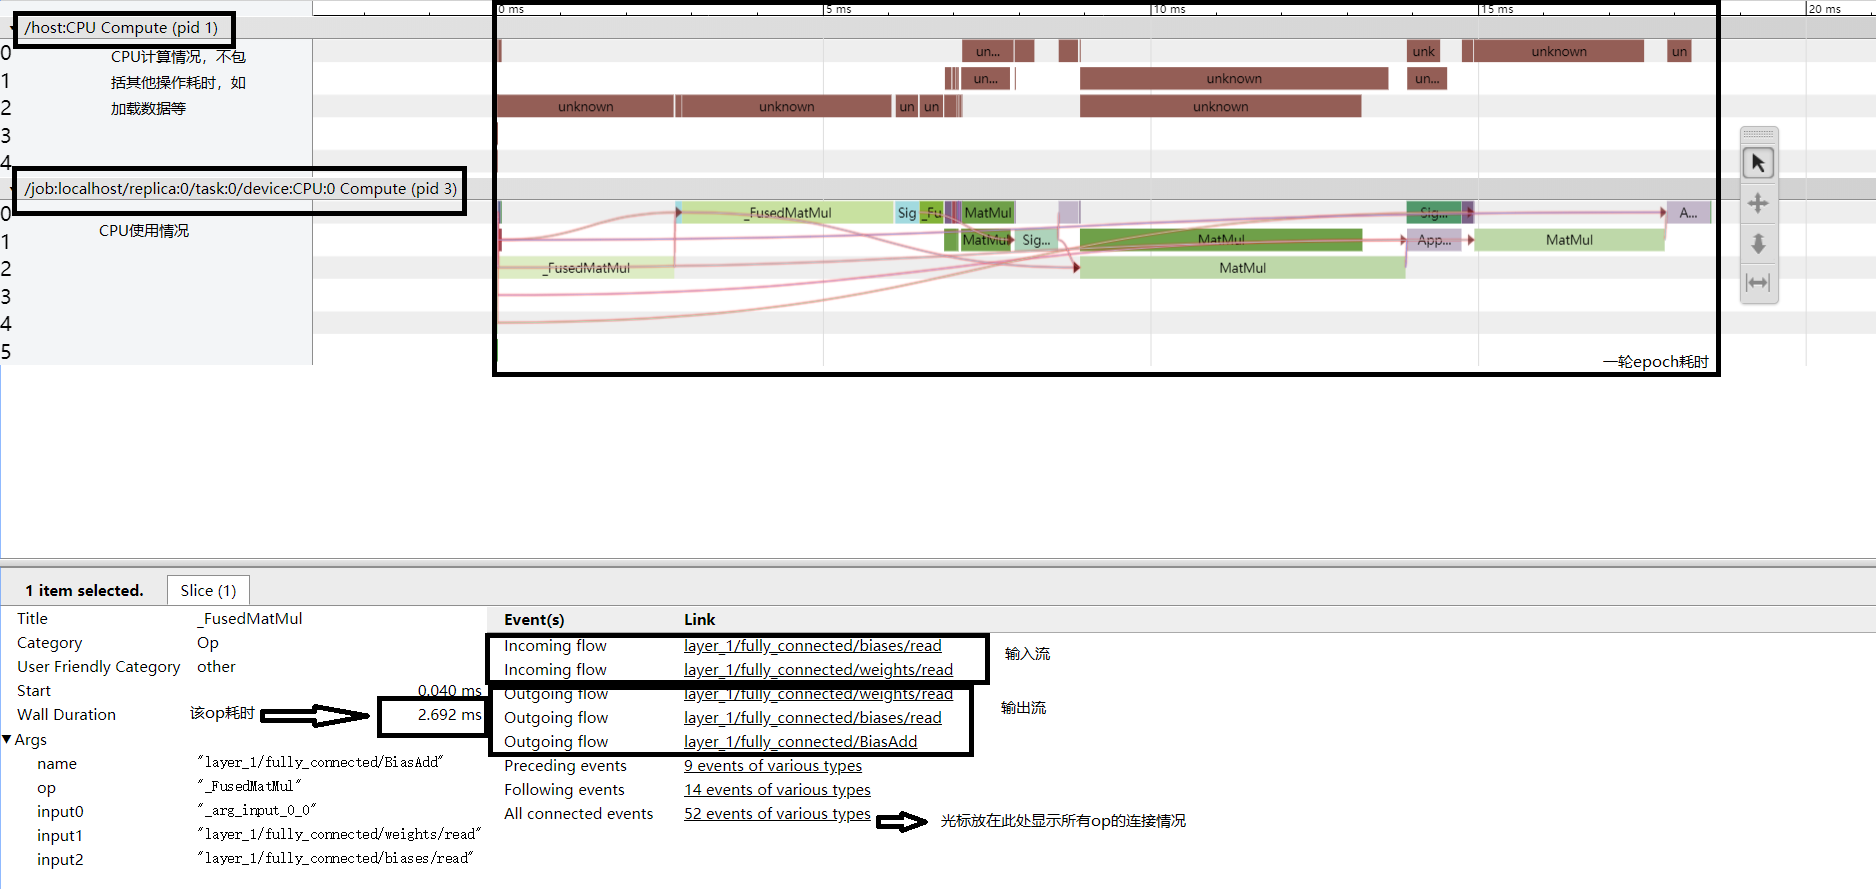 0 ms 5 ms 10 ms 15 ms 20 ms
/host:CPU Compute (pid 1)
0 un... unk unknown un
CPU计算情况，不包
括其他操作耗时，如
加载数据等
1 un... unknown un...
2 unknown unknown un un unknown
3
4
/job:localhost/replica:0/task:0/device:CPU:0 Compute (pid 3)
0 _FusedMatMul Sig _Fu MatMul Sig... A...
CPU使用情况
1 MatMul Sig... MatMul App... MatMul
2 _FusedMatMul MatMul
3
4
5
一轮epoch耗时
1 item selected. Slice (1)
Title _FusedMatMul
Category Op
User Friendly Category other
Start 0.040 ms
Wall Duration 该op耗时 2.692 ms
Args
name "layer_1/fully_connected/BiasAdd"
op "_FusedMatMul"
input0 "_arg_input_0_0"
input1 "layer_1/fully_connected/weights/read"
input2 "layer_1/fully_connected/biases/read"
Event(s) Link
Incoming flow layer_1/fully_connected/biases/read
输入流
Incoming flow layer_1/fully_connected/weights/read
Outgoing flow layer_1/fully_connected/weights/read
输出流
Outgoing flow layer_1/fully_connected/biases/read
Outgoing flow layer_1/fully_connected/BiasAdd
Preceding events 9 events of various types
Following events 14 events of various types
All connected events 52 events of various types
光标放在此处显示所有op的连接情况